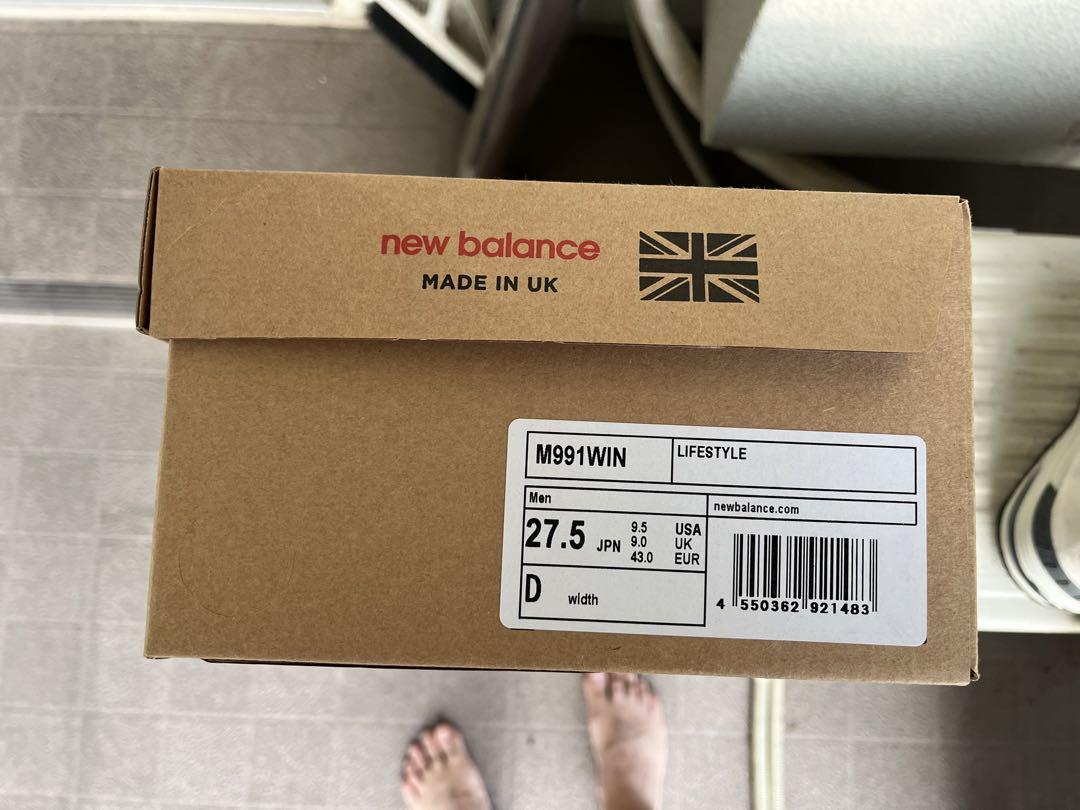 new balance
MADE IN UK
M991WIN
LIFESTYLE
Men
newbalance.com
27.5 JPN
9.5 USA
9.0 UK
43.0 EUR
D width
4 550362 921483